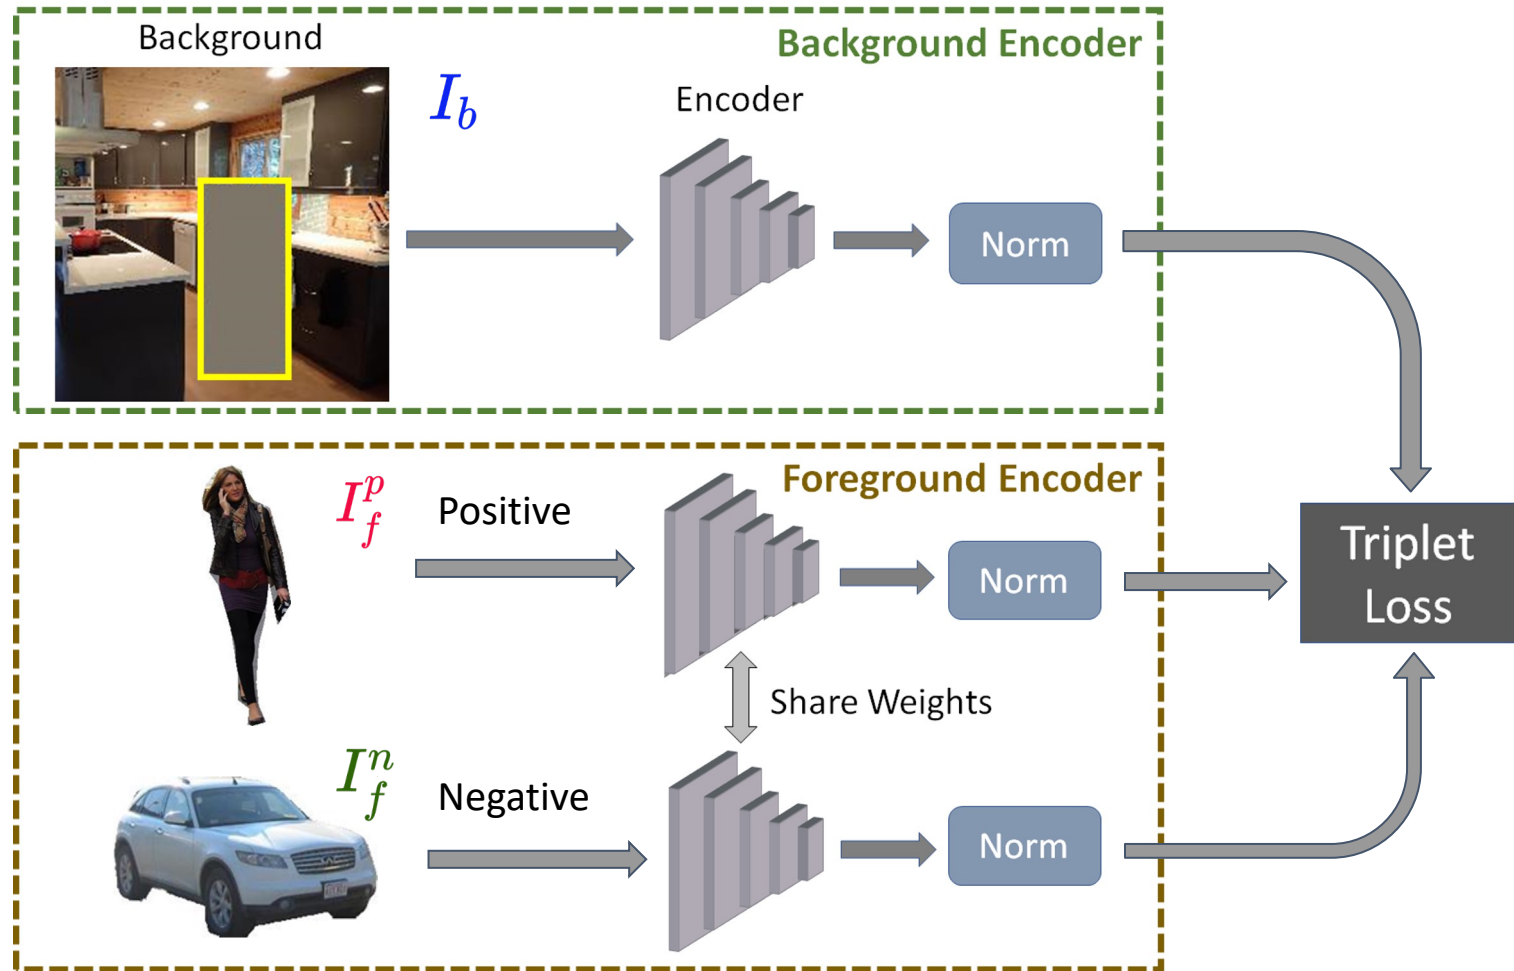 Background
Background Encoder
I_b
Encoder
Norm
Foreground Encoder
I_f^p
Positive
Norm
Triplet
Loss
Share Weights
I_f^n
Negative
Norm